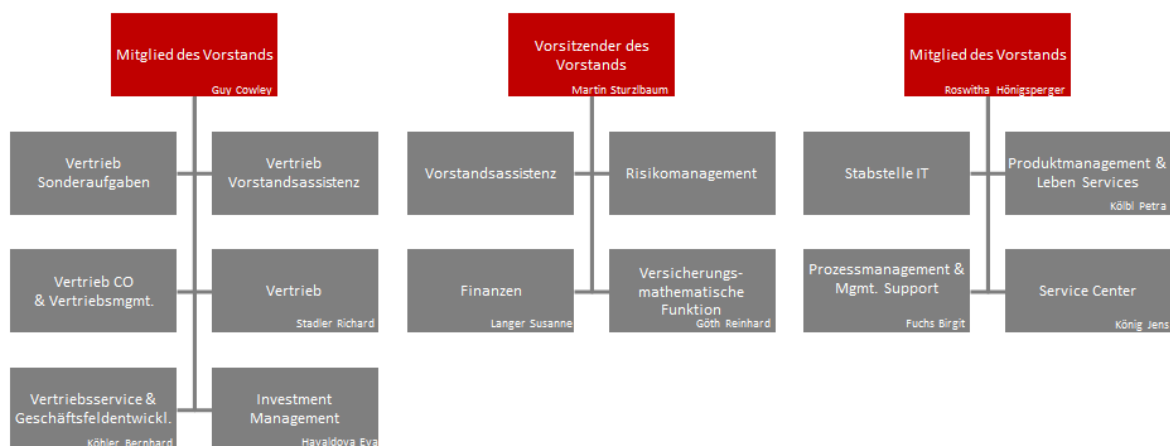 Mitglied des Vorstands
Guy Cowley
Vorsitzender des
Vorstands
Martin Sturzlbaum
Mitglied des Vorstands
Roswitha Hönigsperger
Vertrieb
Sonderaufgaben
Vertrieb
Vorstandsassistenz
Vorstandsassistenz
Risikomanagement
Stabstelle IT
Produktmanagement &
Leben Services
Kölbl Petra
Vertrieb CO
& Vertriebsmgmt.
Vertrieb
Stadler Richard
Finanzen
Langer Susanne
Versicherungs-
mathematische
Funktion
Göth Reinhard
Prozessmanagement &
Mgmt. Support
Fuchs Birgit
Service Center
König Jens
Vertriebsservice &
Geschäftsfeldentwickl.
Köhler Bernhard
Investment
Management
Havaldova Eva